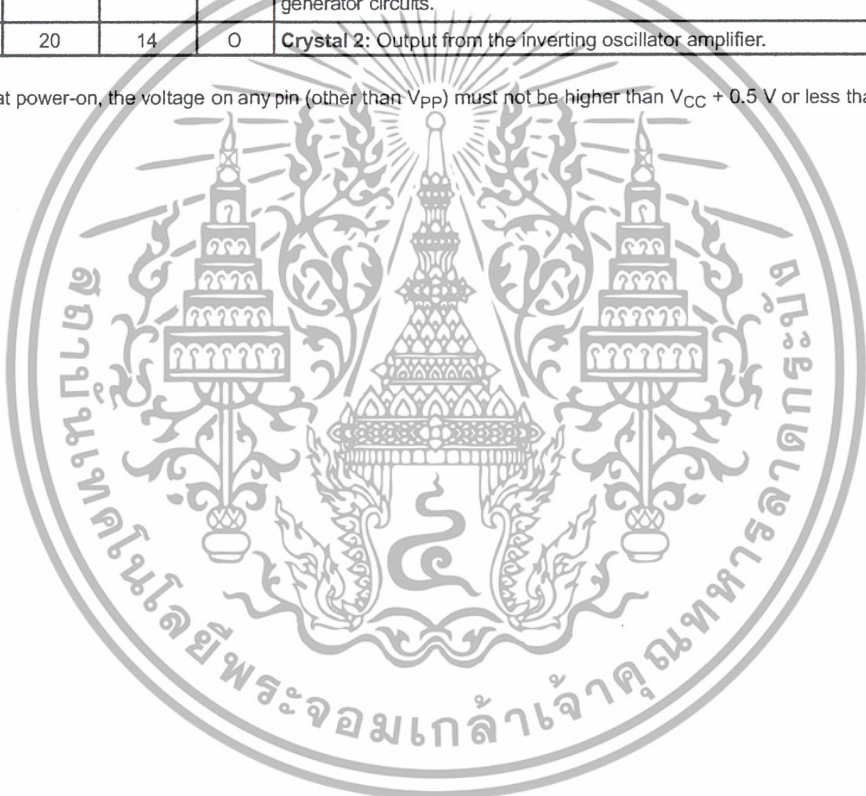 generator circuits.
20 14 O Crystal 2: Output from the inverting oscillator amplifier.
at power-on, the voltage on any pin (other than VPP) must not be higher than VCC + 0.5 V or less
สถาบันเทคโนโลยีพระจอมเกล้าเจ้าคุณทหารลาดกระบัง
๔